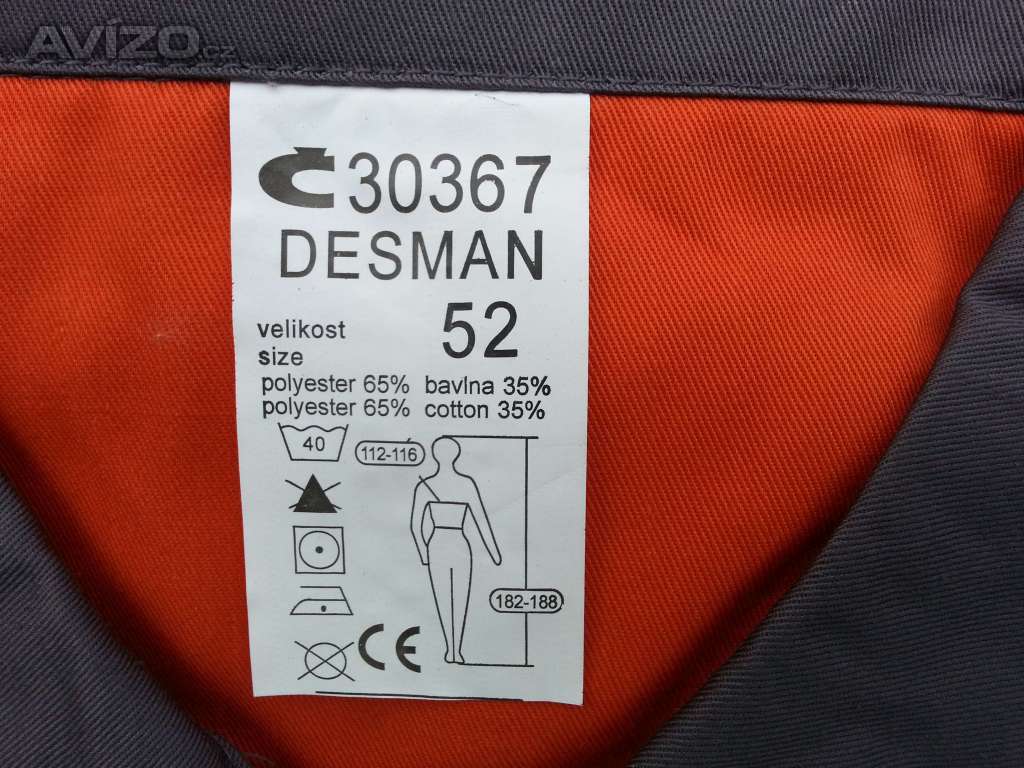 AVÍZO.cz
30367
DESMAN
velikost 52
size
polyester 65% bavlna 35%
polyester 65% cotton 35%
40
112-116
182-188
CE